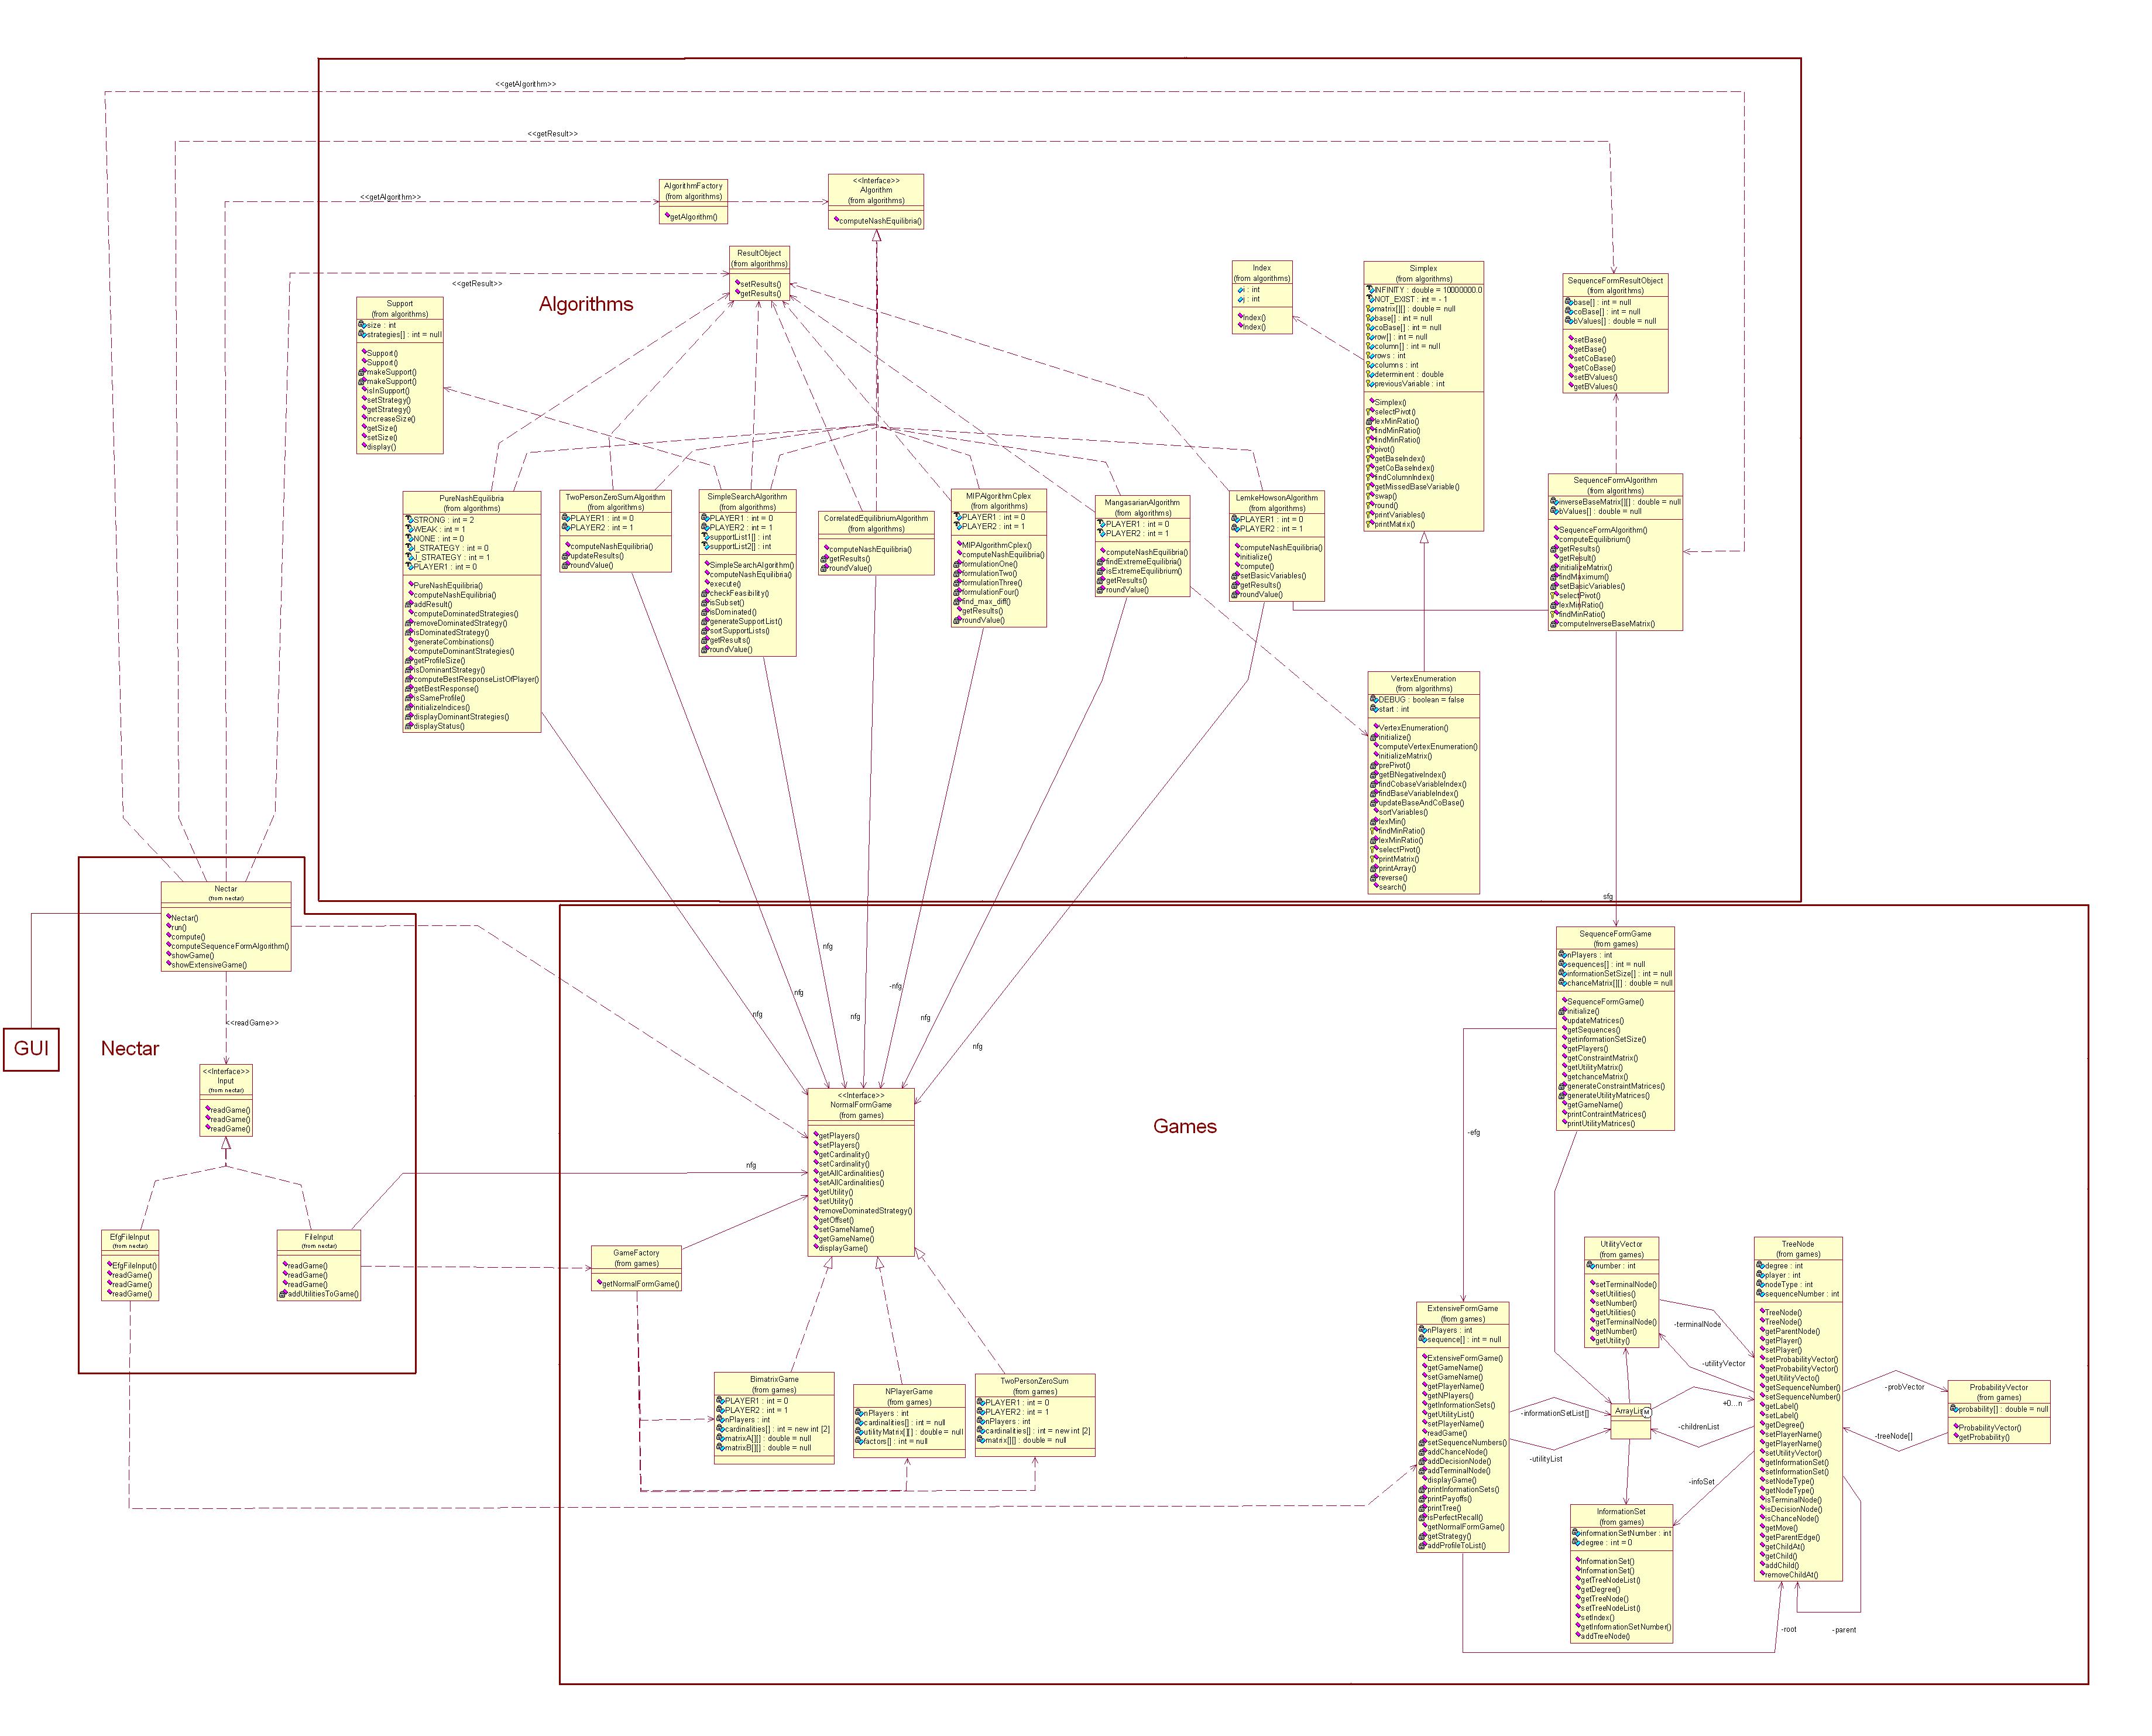 <<getAlgorithm>>
<<getResult>>
<<getAlgorithm>>
<<getResult>>
Algorithms
AlgorithmFactory
(from algorithms)
getAlgorithm()
<<Interface>>
Algorithm
(from algorithms)
computeNashEquilibria()
ResultObject
(from algorithms)
setResults()
getResults()
Support
(from algorithms)
size : int
strategies[] : int = null
Support()
Support()
makeSupport()
makeSupport()
isInSupport()
setStrategy()
getStrategy()
increaseSize()
getSize()
setSize()
display()
Index
(from algorithms)
i : int
j : int
Index()
Index()
Simplex
(from algorithms)
INFINITY : double = 10000000.0
NOT_EXIST : int = - 1
matrix[][] : double = null
base[] : int = null
coBase[] : int = null
row[] : int = null
column[] : int = null
rows : int
columns : int
determinent : double
previousVariable : int
Simplex()
selectPivot()
lexMinRatio()
findMinRatio()
findMinRatio()
pivot()
getBaseIndex()
getCoBaseIndex()
findColumnIndex()
getMissedBaseVariable()
swap()
round()
printVariables()
printMatrix()
SequenceFormResultObject
(from algorithms)
base[] : int = null
coBase[] : int = null
bValues[] : double = null
setBase()
getBase()
setCoBase()
getCoBase()
setBValues()
getBValues()
PureNashEquilibria
(from algorithms)
STRONG : int = 2
WEAK : int = 1
NONE : int = 0
I_STRATEGY : int = 0
J_STRATEGY : int = 1
PLAYER1 : int = 0
PureNashEquilibria()
computeNashEquilibria()
addResult()
computeDominatedStrategies()
removeDominatedStrategy()
isDominatedStrategy()
generateCombinations()
computeDominantStrategies()
getProfileSize()
isDominantStrategy()
computeBestResponseListOfPlayer()
getBestResponse()
isSameProfile()
initializeIndices()
displayDominantStrategies()
displayStatus()
TwoPersonZeroSumAlgorithm
(from algorithms)
PLAYER1 : int = 0
PLAYER2 : int = 1
computeNashEquilibria()
updateResults()
roundValue()
SimpleSearchAlgorithm
(from algorithms)
PLAYER1 : int = 0
PLAYER2 : int = 1
supportList1[] : int
supportList2[] : int
SimpleSearchAlgorithm()
computeNashEquilibria()
execute()
checkFeasibility()
isSubset()
isDominated()
generateSupportList()
sortSupportLists()
getResults()
roundValue()
CorrelatedEquilibriumAlgorithm
(from algorithms)
computeNashEquilibria()
getResults()
roundValue()
MIPAlgorithmCplex
(from algorithms)
PLAYER1 : int = 0
PLAYER2 : int = 1
MIPAlgorithmCplex()
computeNashEquilibria()
formulationOne()
formulationTwo()
formulationThree()
formulationFour()
find_max_diff()
getResults()
roundValue()
MangasarianAlgorithm
(from algorithms)
PLAYER1 : int = 0
PLAYER2 : int = 1
computeNashEquilibria()
findExtremeEquilibria()
isExtremeEquilibrium()
getResults()
roundValue()
LemkeHowsonAlgorithm
(from algorithms)
PLAYER1 : int = 0
PLAYER2 : int = 1
computeNashEquilibria()
initialize()
compute()
setBasicVariables()
getResults()
roundValue()
SequenceFormAlgorithm
(from algorithms)
inverseBaseMatrix[][] : double = null
bValues[] : double = null
SequenceFormAlgorithm()
computeEquilibrium()
getResults()
getResult()
initializeMatrix()
findMaximum()
setBasicVariables()
selectPivot()
lexMinRatio()
findMinRatio()
computeInverseBaseMatrix()
VertexEnumeration
(from algorithms)
DEBUG : boolean = false
start : int
VertexEnumeration()
initialize()
computeVertexEnumeration()
initializeMatrix()
prePivot()
getBNegativeIndex()
findCobaseVariableIndex()
findBaseVariableIndex()
updateBaseAndCoBase()
sortVariables()
lexMin()
findMinRatio()
lexMinRatio()
selectPivot()
printMatrix()
printArray()
reverse()
search()
Nectar
(from nectar)
Nectar()
run()
compute()
computeSequenceFormAlgorithm()
showGame()
showExtensiveGame()
<<readGame>>
GUI
Nectar
<<Interface>>
Input
(from nectar)
readGame()
readGame()
readGame()
EfgFileInput
(from nectar)
EfgFileInput()
readGame()
readGame()
readGame()
FileInput
(from nectar)
readGame()
readGame()
readGame()
addUtilitiesToGame()
nfg
nfg
nfg
nfg
-nfg
nfg
nfg
nfg
sfg
Games
<<Interface>>
NormalFormGame
(from games)
getPlayers()
setPlayers()
getCardinality()
setCardinality()
getAllCardinalities()
setAllCardinalities()
getUtility()
setUtility()
removeDominatedStrategy()
getOffset()
setGameName()
getGameName()
displayGame()
GameFactory
(from games)
getNormalFormGame()
BimatrixGame
(from games)
PLAYER1 : int = 0
PLAYER2 : int = 1
nPlayers : int
cardinalities[] : int = new int [2]
matrixA[][] : double = null
matrixB[][] : double = null
NPlayerGame
(from games)
nPlayers : int
cardinalities[] : int = null
utilityMatrix[][] : double = null
factors[] : int = null
TwoPersonZeroSum
(from games)
PLAYER1 : int = 0
PLAYER2 : int = 1
nPlayers : int
cardinalities[] : int = new int [2]
matrix[][] : double = null
SequenceFormGame
(from games)
nPlayers : int
sequences[] : int = null
informationSetSize[] : int = null
chanceMatrix[][] : double = null
SequenceFormGame()
initialize()
updateMatrices()
getSequences()
getinformationSetSize()
getPlayers()
getConstraintMatrix()
getUtilityMatrix()
getchanceMatrix()
generateConstraintMatrices()
generateUtilityMatrices()
getGameName()
printContraintMatrices()
printUtilityMatrices()
-efg
ExtensiveFormGame
(from games)
nPlayers : int
sequence[] : int = null
ExtensiveFormGame()
getGameName()
setGameName()
getPlayerName()
getNPlayers()
getInformationSets()
getUtilityList()
setPlayerName()
readGame()
setSequenceNumbers()
addChanceNode()
addDecisionNode()
addTerminalNode()
displayGame()
printInformationSets()
printPayoffs()
printTree()
isPerfectRecall()
getNormalFormGame()
getStrategy()
addProfileToList()
UtilityVector
(from games)
number : int
setTerminalNode()
setUtilities()
setNumber()
getUtilities()
getTerminalNode()
getNumber()
getUtility()
-terminalNode
-utilityVector
-informationSetList[]
-utilityList
+0...n
-childrenList
-infoSet
InformationSet
(from games)
informationSetNumber : int
degree : int = 0
InformationSet()
InformationSet()
getTreeNodeList()
getDegree()
getTreeNode()
setTreeNodeList()
setIndex()
getInformationSetNumber()
addTreeNode()
TreeNode
(from games)
degree : int
player : int
nodeType : int
sequenceNumber : int
TreeNode()
TreeNode()
getParentNode()
getPlayer()
setPlayer()
setProbabilityVector()
getProbabilityVector()
getUtilityVecto()
getSequenceNumber()
setSequenceNumber()
getLabel()
setLabel()
getDegree()
setPlayerName()
getPlayerName()
setUtilityVector()
getInformationSet()
setInformationSet()
setNodeType()
getNodeType()
isTerminalNode()
isDecisionNode()
isChanceNode()
getMove()
getParentEdge()
getChildAt()
getChild()
addChild()
removeChildAt()
-probVector
-treeNode[]
ProbabilityVector
(from games)
probability[] : double = null
ProbabilityVector()
getProbability()
-root
-parent